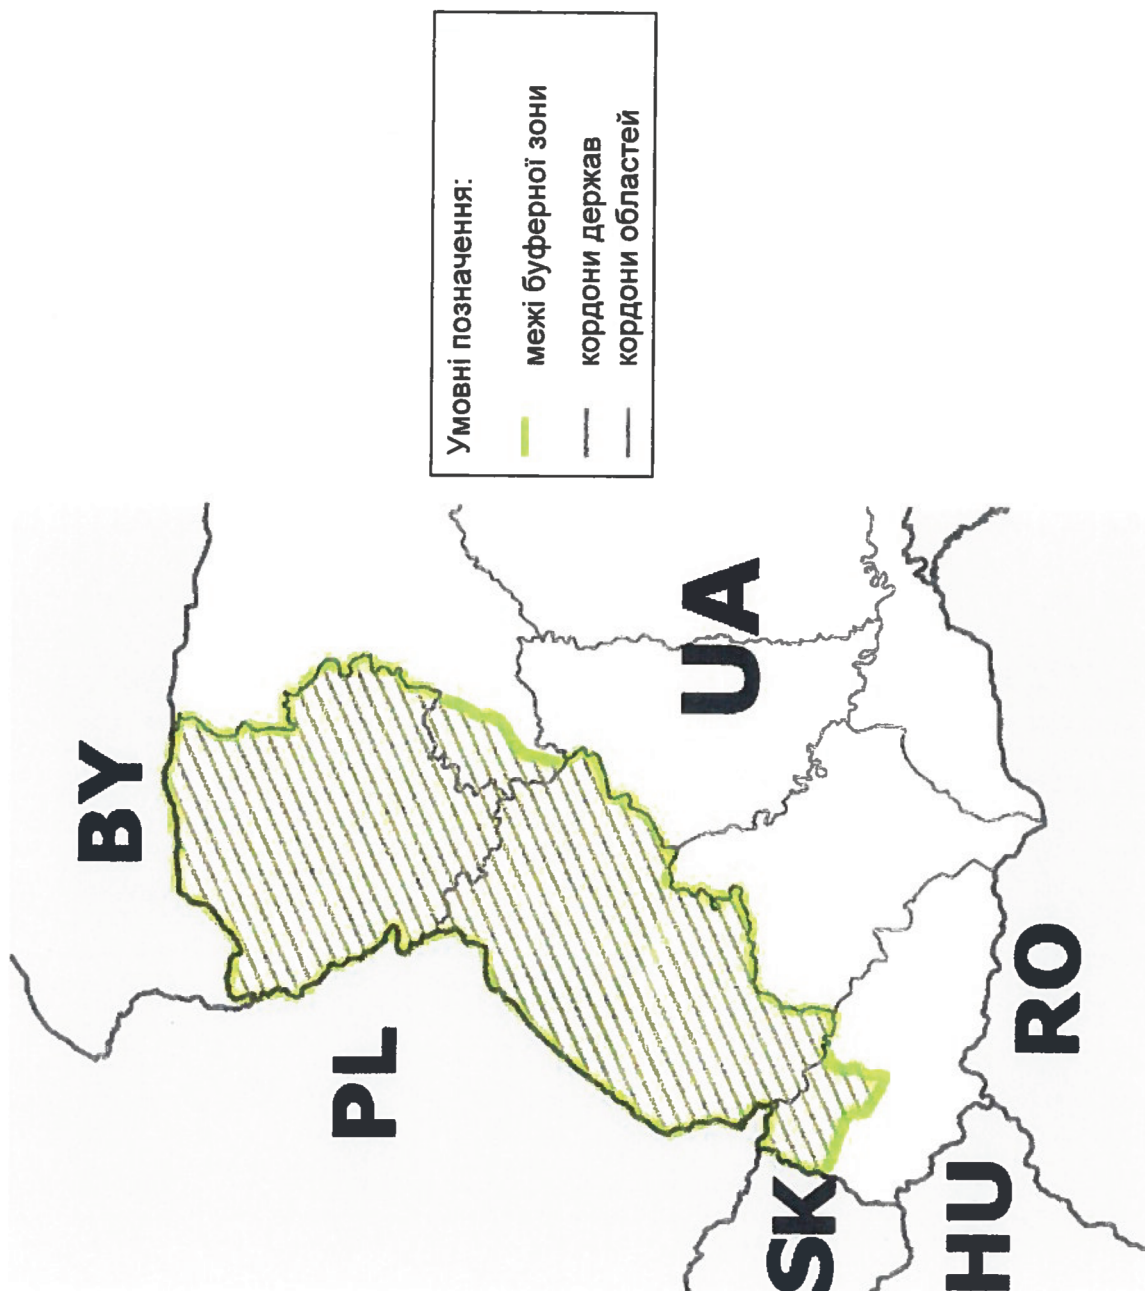 Умовні позначення:
межі буферної зони
кордони держав
кордони областей
BY
PL
UA
SK
HU
RO